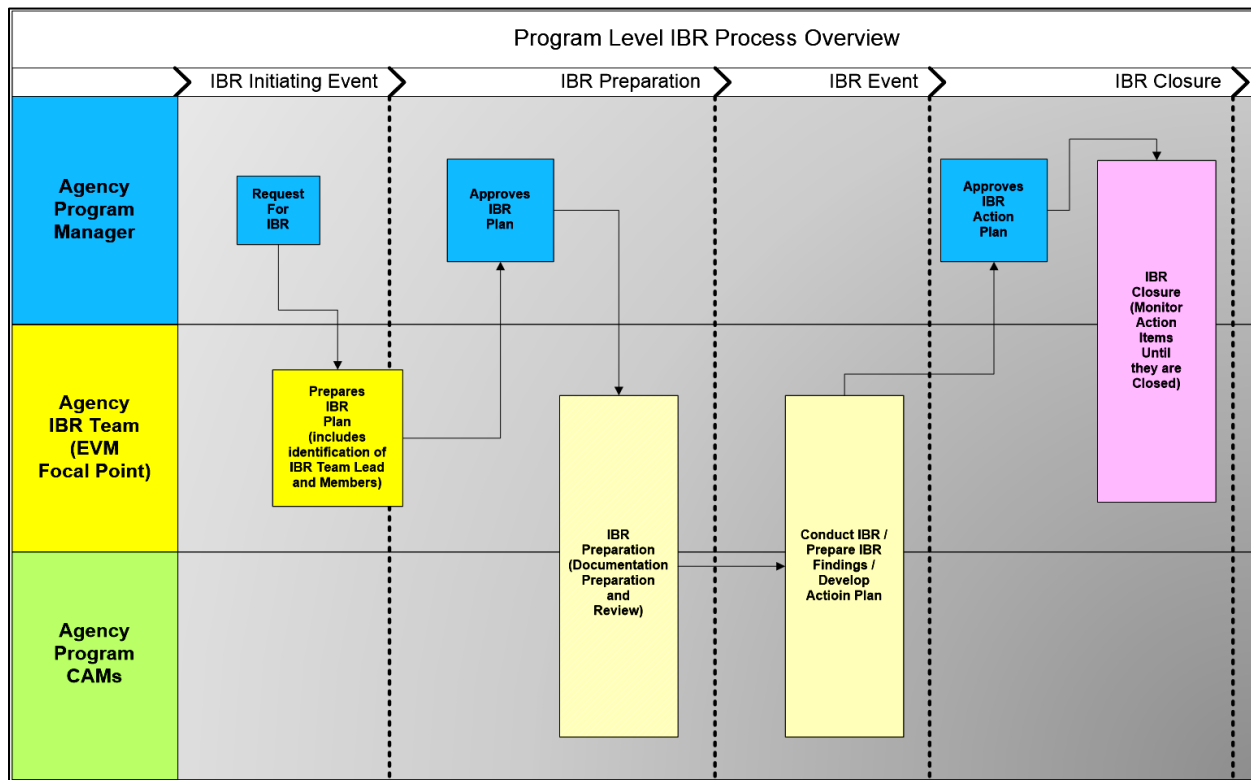 Program Level IBR Process Overview
IBR Initiating Event
IBR Preparation
IBR Event
IBR Closure
Agency
Program
Manager
Request
For
IBR
Approves
IBR
Plan
Approves
IBR
Action
Plan
IBR
Closure
(Monitor
Action
Items
Until
they are
Closed)
Agency
IBR Team
(EVM
Focal Point)
Prepares
IBR
Plan
(includes
identification of
IBR Team Lead
and Members)
IBR
Preparation
(Documentation
Preparation
and
Review)
Conduct IBR /
Prepare IBR
Findings /
Develop
Actioin Plan
Agency
Program
CAMs